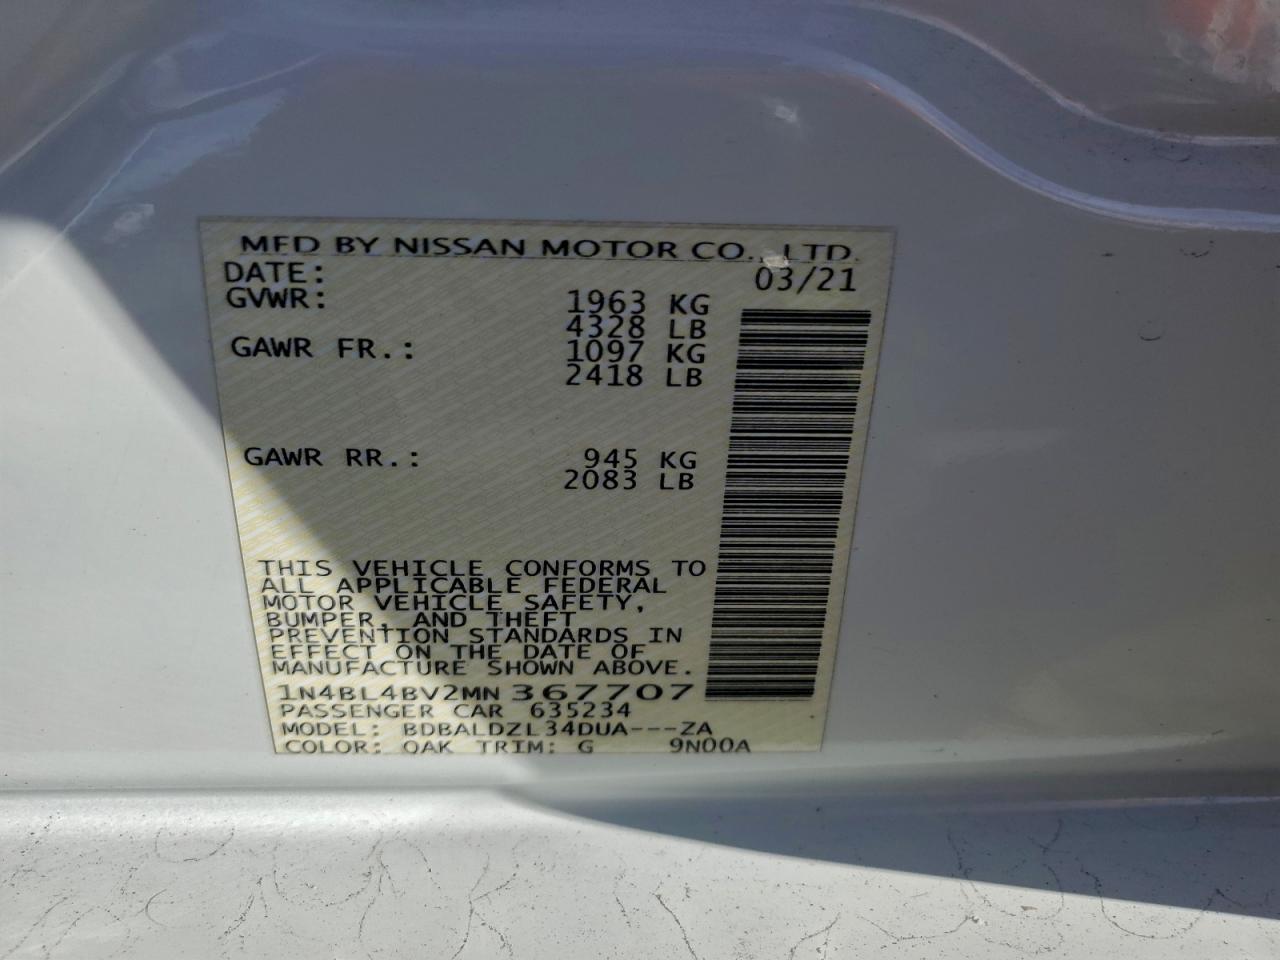 MFD BY NISSAN MOTOR CO., LTD.
DATE: 03/21
GVWR: 1963 KG
4328 LB
GAWR FR.: 1097 KG
2418 LB
GAWR RR.: 945 KG
2083 LB
THIS VEHICLE CONFORMS TO
ALL APPLICABLE FEDERAL
MOTOR VEHICLE SAFETY,
BUMPER, AND THEFT
PREVENTION STANDARDS IN
EFFECT ON THE DATE OF
MANUFACTURE SHOWN ABOVE.
1N4BL4BV2MN367707
PASSENGER CAR 635234
MODEL: BDBALDZL34DUA---ZA
COLOR: QAK TRIM: G 9N00A